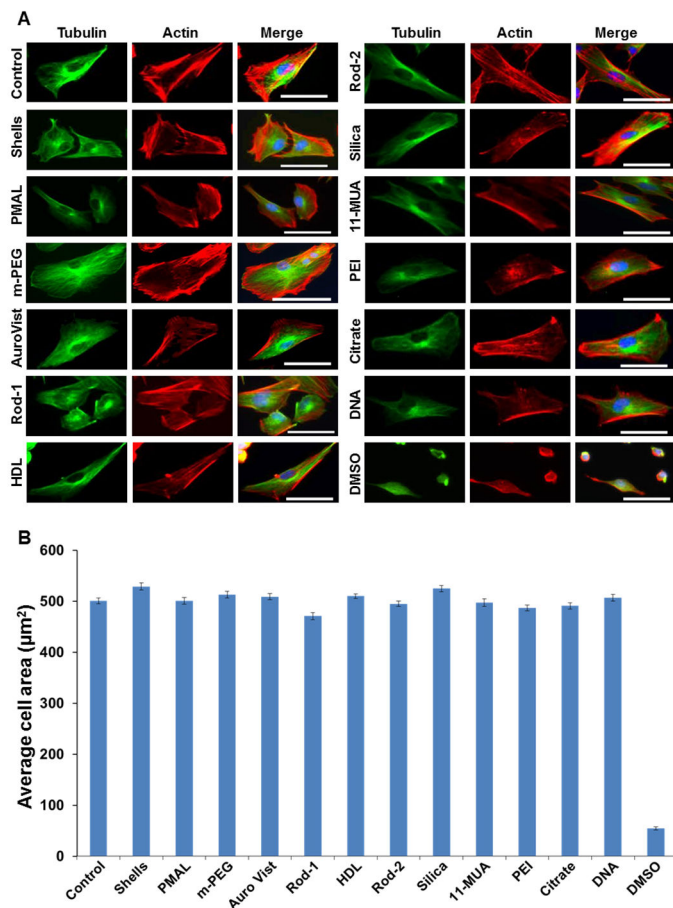 A
Tubulin Actin Merge
Control
Shells
PMAL
m-PEG
AuroVist
Rod-1
HDL
Tubulin Actin Merge
Rod-2
Silica
11-MUA
PEI
Citrate
DNA
DMSO
B
Average cell area (µm²)
600
500
400
300
200
100
0
Control Shells PMAL m-PEG Auro Vist Rod-1 HDL Rod-2 Silica 11-MUA PEI Citrate DNA DMSO